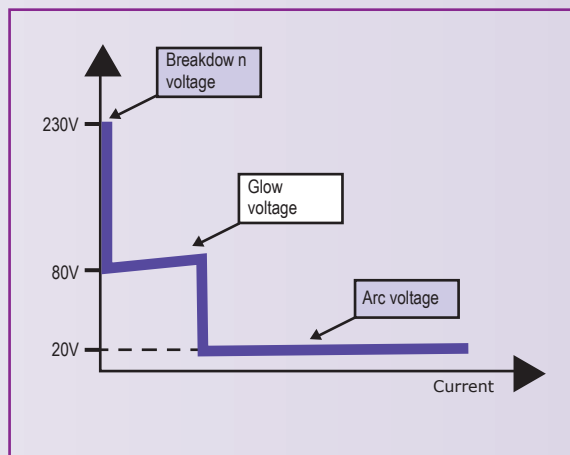 Breakdow n
voltage
230V
Glow
voltage
80V
Arc voltage
20V
Current